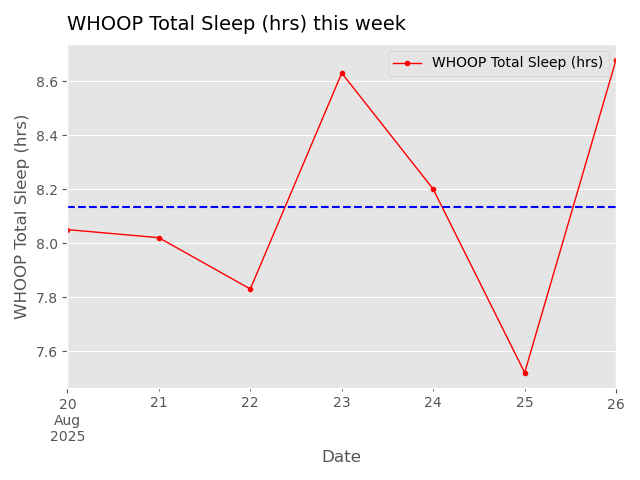 WHOOP Total Sleep (hrs) this week
WHOOP Total Sleep (hrs)
WHOOP Total Sleep (hrs)
8.6
8.4
8.2
8.0
7.8
7.6
20 21 22 23 24 25 26
Aug
2025
Date